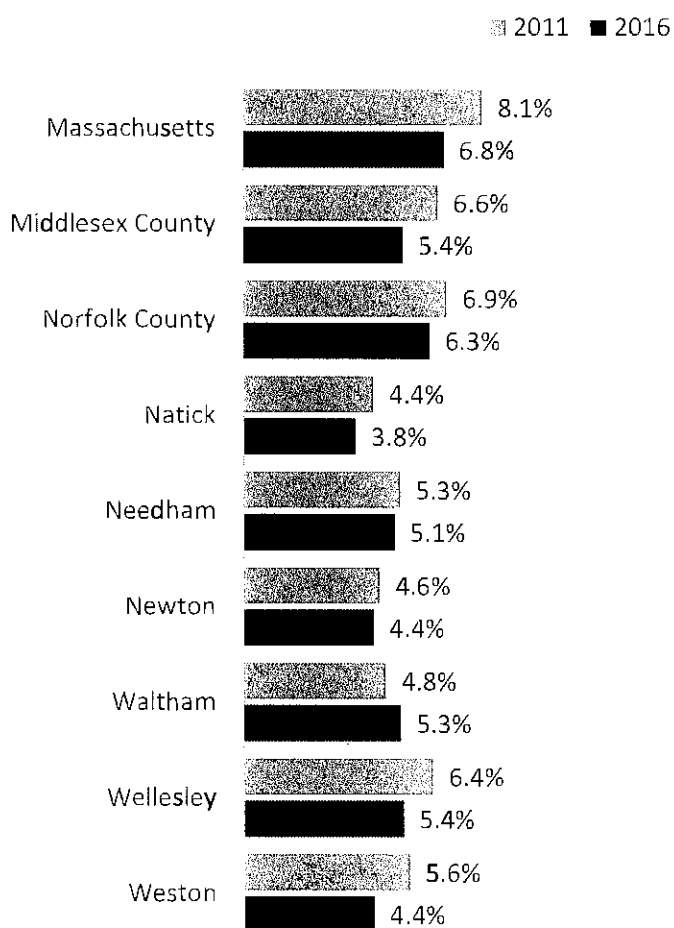 2011 2016
Massachusetts
8.1%
6.8%
Middlesex County
6.6%
5.4%
Norfolk County
6.9%
6.3%
Natick
4.4%
3.8%
Needham
5.3%
5.1%
Newton
4.6%
4.4%
Waltham
4.8%
5.3%
Wellesley
6.4%
5.4%
Weston
5.6%
4.4%